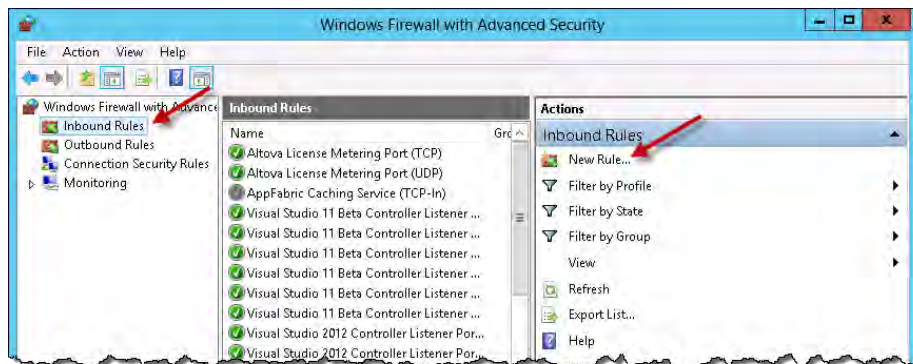 Windows Firewall with Advanced Security
File Action View Help
Windows Firewall with Advance
Inbound Rules
Outbound Rules
Connection Security Rules
Monitoring
Inbound Rules
Name Gro
Altova License Metering Port (TCP)
Altova License Metering Port (UDP)
AppFabric Caching Service (TCP-In)
Visual Studio 11 Beta Controller Listener ...
Visual Studio 11 Beta Controller Listener ...
Visual Studio 11 Beta Controller Listener ...
Visual Studio 11 Beta Controller Listener ...
Visual Studio 11 Beta Controller Listener ...
Visual Studio 11 Beta Controller Listener ...
Visual Studio 2012 Controller Listener Por...
Visual Studio 2012 Controller Listener Por...
Actions
Inbound Rules
New Rule...
Filter by Profile
Filter by State
Filter by Group
View
Refresh
Export List...
Help